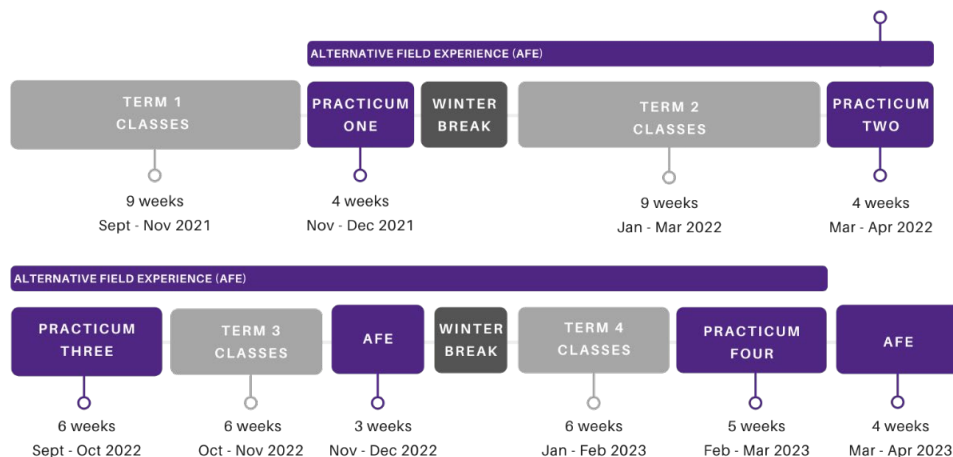 ALTERNATIVE FIELD EXPERIENCE (AFE)
TERM 1
CLASSES
PRACTICUM
ONE
WINTER
BREAK
TERM 2
CLASSES
PRACTICUM
TWO
9 weeks
Sept - Nov 2021
4 weeks
Nov - Dec 2021
9 weeks
Jan - Mar 2022
4 weeks
Mar - Apr 2022
ALTERNATIVE FIELD EXPERIENCE (AFE)
PRACTICUM
THREE
TERM 3
CLASSES
AFE
WINTER
BREAK
TERM 4
CLASSES
PRACTICUM
FOUR
AFE
6 weeks
Sept - Oct 2022
6 weeks
Oct - Nov 2022
3 weeks
Nov - Dec 2022
6 weeks
Jan - Feb 2023
5 weeks
Feb - Mar 2023
4 weeks
Mar - Apr 2023